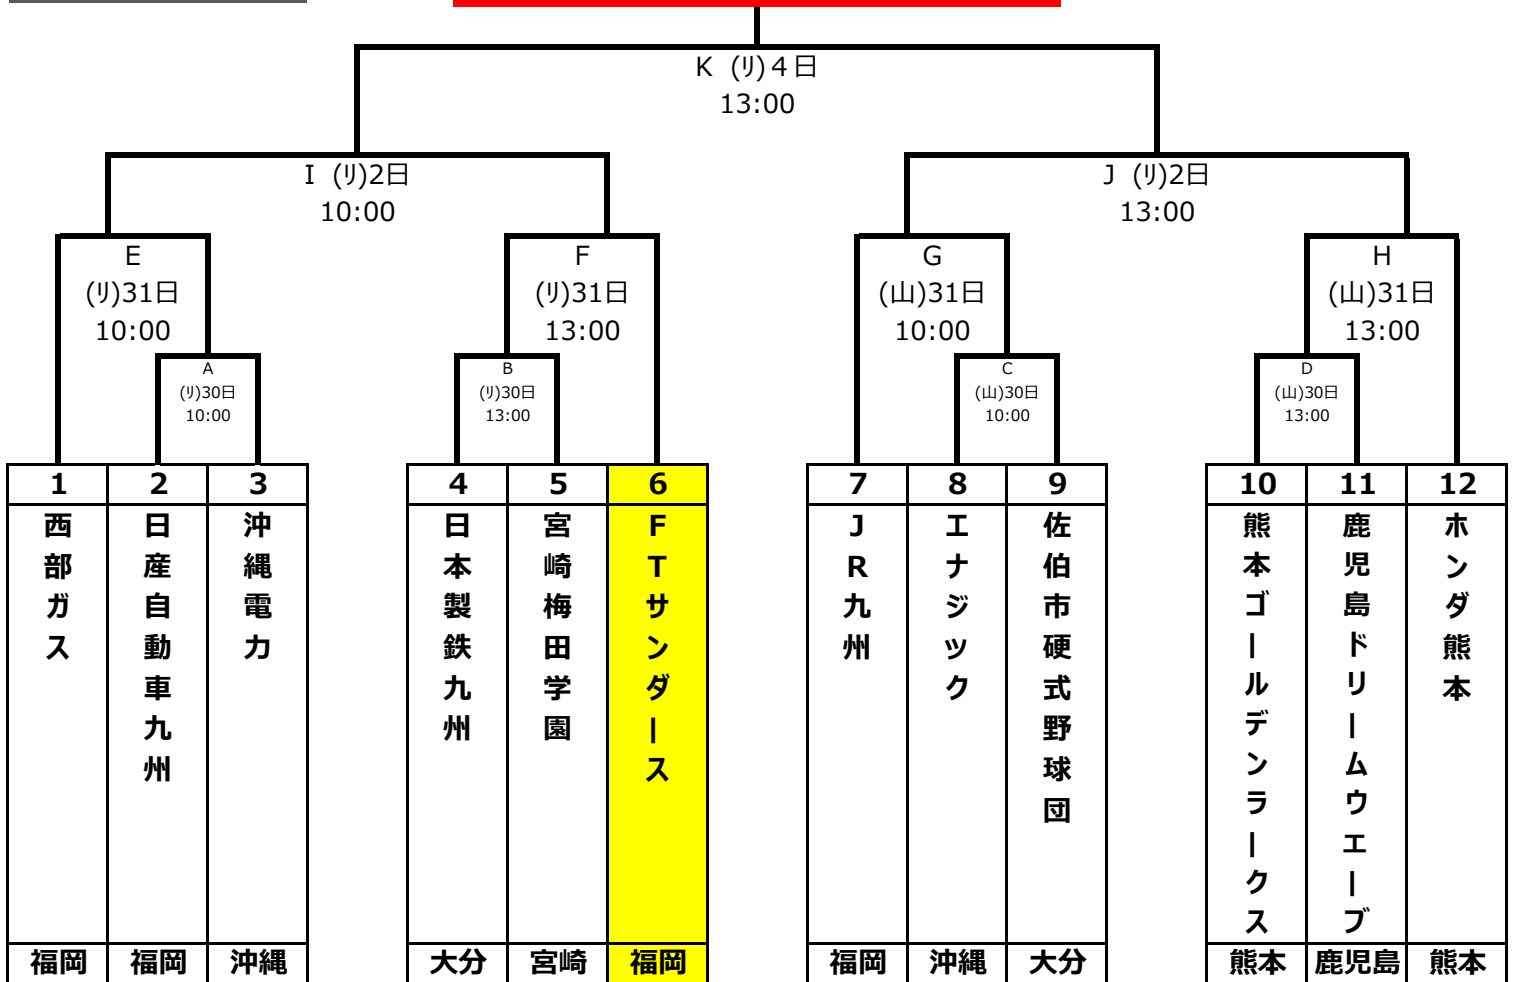 K (ﾘ)４日
13:00
I (ﾘ)2日
10:00
J (ﾘ)2日
13:00
E
(ﾘ)31日
10:00
F
(ﾘ)31日
13:00
G
(山)31日
10:00
H
(山)31日
13:00
A
(ﾘ)30日
10:00
B
(ﾘ)30日
13:00
C
(山)30日
10:00
D
(山)30日
13:00
1 2 3 4 5 6 7 8 9 10 11 12
西部ガス
日産自動車九州
沖縄電力
日本製鉄九州
宮崎梅田学園
FTサンダース
JR九州
エナジック
佐伯市硬式野球団
熊本ゴールデンラークス
鹿児島ドリームウエーブ
ホンダ熊本
福岡 福岡 沖縄 大分 宮崎 福岡 福岡 沖縄 大分 熊本 鹿児島 熊本